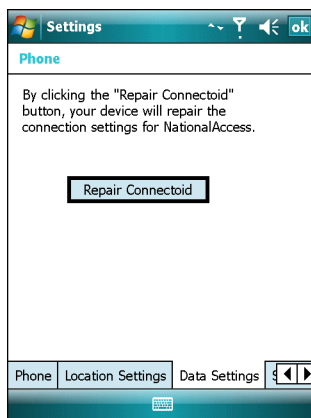 Settings
ok
Phone
By clicking the "Repair Connectoid"
button, your device will repair the
connection settings for NationalAccess.
Repair Connectoid
Phone Location Settings Data Settings